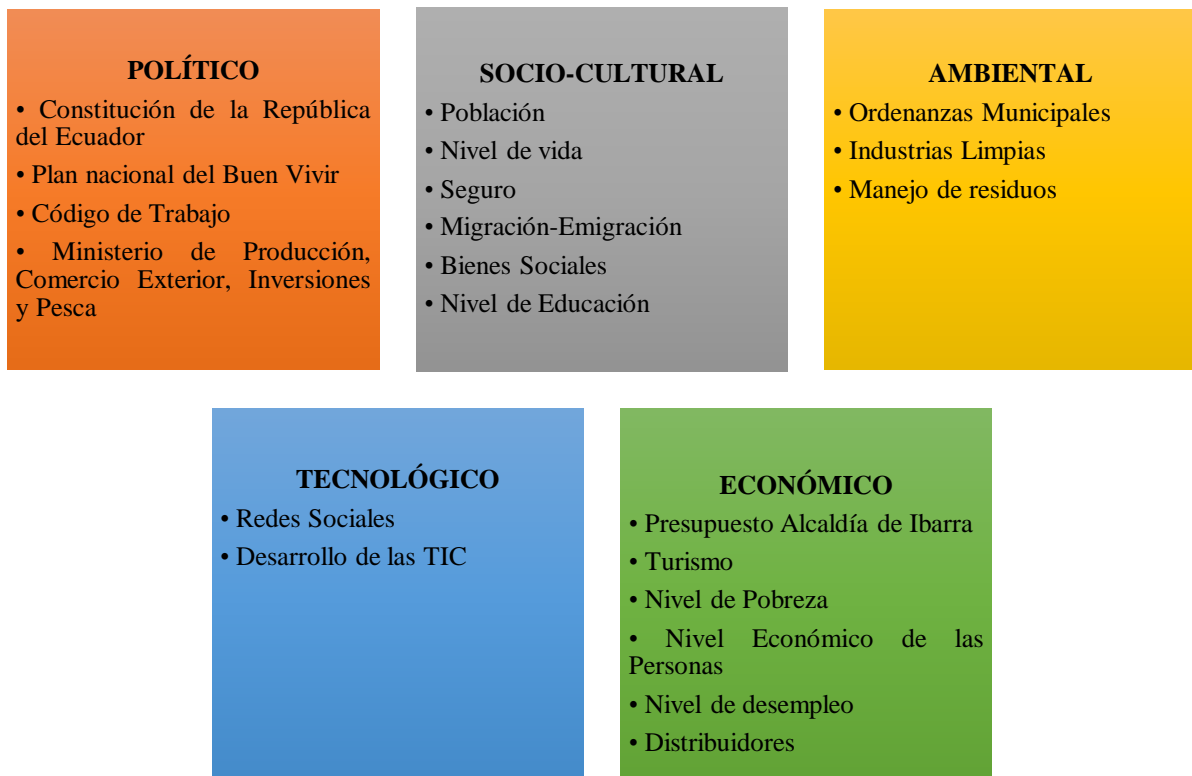 POLÍTICO
• Constitución de la República
del Ecuador
• Plan nacional del Buen Vivir
• Código de Trabajo
• Ministerio de Producción,
Comercio Exterior, Inversiones
y Pesca
SOCIO-CULTURAL
• Población
• Nivel de vida
• Seguro
• Migración-Emigración
• Bienes Sociales
• Nivel de Educación
AMBIENTAL
• Ordenanzas Municipales
• Industrias Limpias
• Manejo de residuos
TECNOLÓGICO
• Redes Sociales
• Desarrollo de las TIC
ECONÓMICO
• Presupuesto Alcaldía de Ibarra
• Turismo
• Nivel de Pobreza
• Nivel Económico de las
Personas
• Nivel de desempleo
• Distribuidores